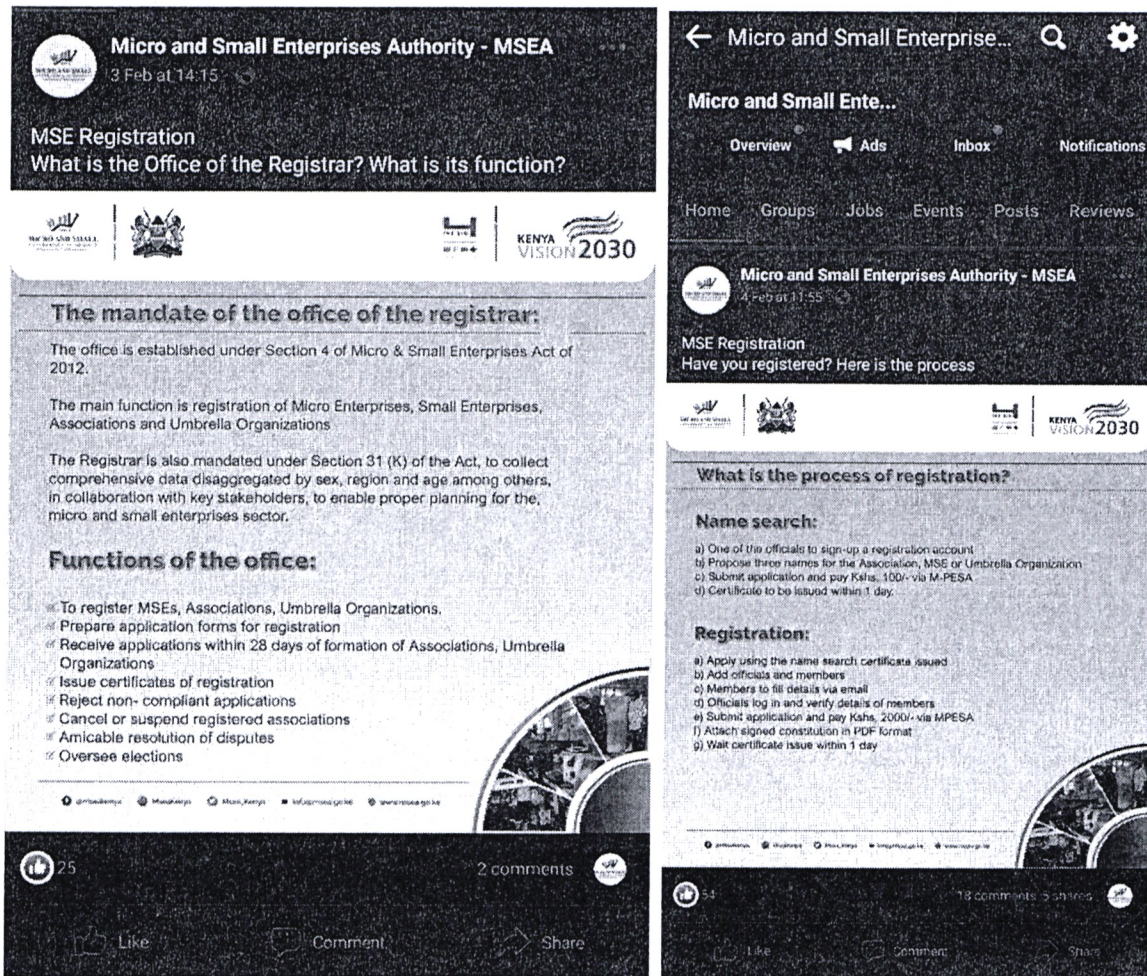 Micro and Small Enterprises Authority - MSEA
3 Feb at 14:15
MSE Registration
What is the Office of the Registrar? What is its function?
MICRO AND SMALL
KENYA
VISION 2030
The mandate of the office of the registrar:
The office is established under Section 4 of Micro & Small Enterprises Act of
2012.
The main function is registration of Micro Enterprises, Small Enterprises,
Associations and Umbrella Organizations
The Registrar is also mandated under Section 31 (K) of the Act, to collect
comprehensive data disaggregated by sex, region and age among others,
in collaboration with key stakeholders, to enable proper planning for the,
micro and small enterprises sector.
Functions of the office:
To register MSEs, Associations, Umbrella Organizations.
Prepare application forms for registration
Receive applications within 28 days of formation of Associations, Umbrella
Organizations
Issue certificates of registration
Reject non- compliant applications
Cancel or suspend registered associations
Amicable resolution of disputes
Oversee elections
25
2 comments
Like Comment Share
Micro and Small Enterprise...
Micro and Small Ente...
Overview Ads Inbox Notifications
Home Groups Jobs Events Posts Reviews
Micro and Small Enterprises Authority - MSEA
4 Feb at 11:55
MSE Registration
Have you registered? Here is the process
KENYA
VISION 2030
What is the process of registration?
Name search:
a) One of the officials to sign-up a registration account
b) Propose three names for the Association, MSE or Umbrella Organization
c) Submit application and pay Kshs, 100/- via M-PESA
d) Certificate to be issued within 1 day.
Registration:
a) Apply using the name search certificate issued
b) Add officials and members
c) Members to fill details via email
d) Officials log in and verify details of members
e) Submit application and pay Kshs, 2000/- via MPESA
f) Attach signed constitution in PDF format
g) Wait certificate issue within 1 day
54
18 comments 5 shares
Like Comment Share